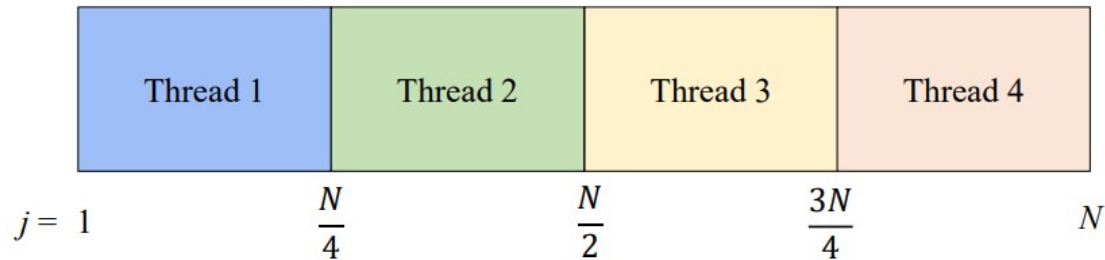 Thread 1 Thread 2 Thread 3 Thread 4
j = 1 N/4 N/2 3N/4 N